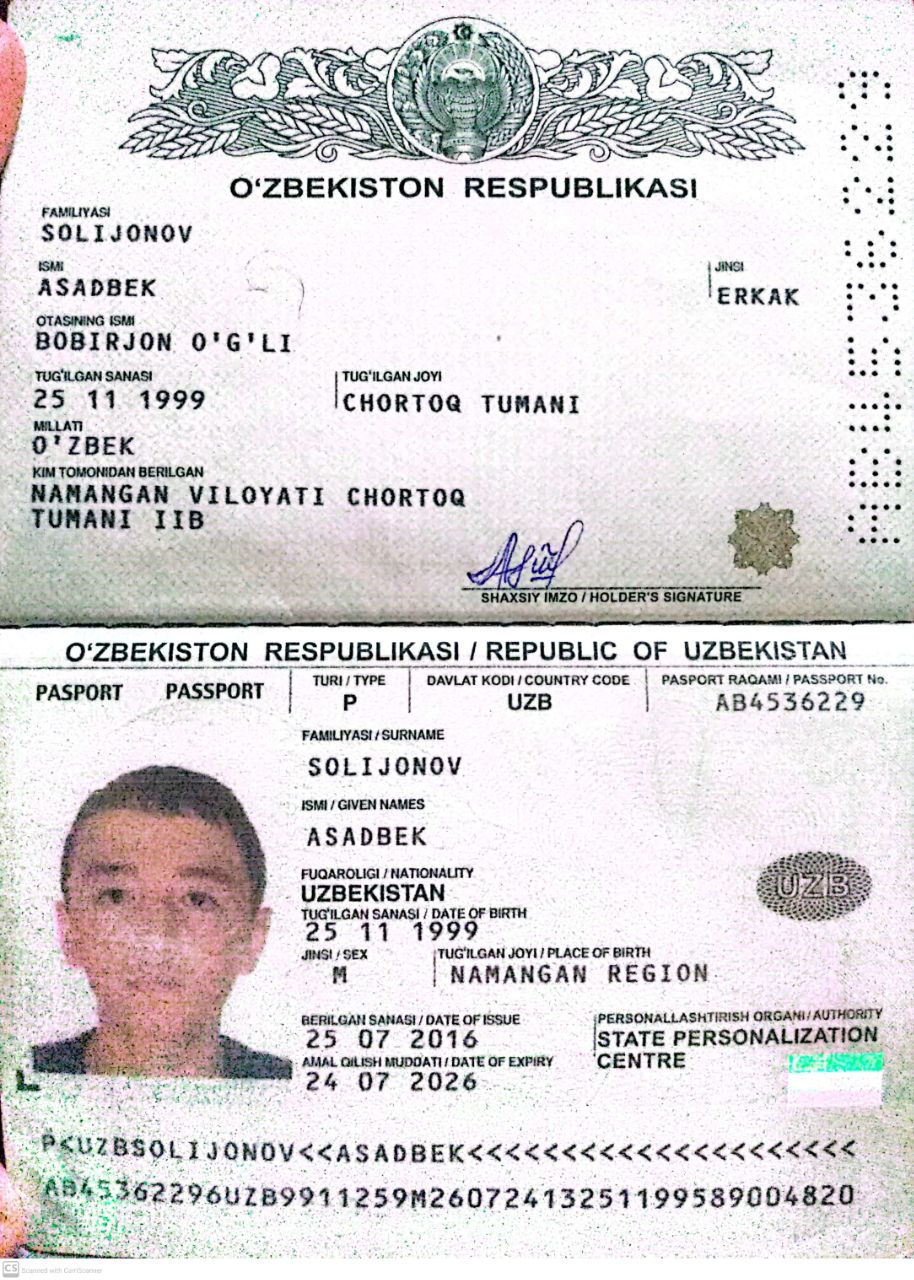 O‘ZBEKISTON RESPUBLIKASI
FAMILIYASI
SOLIJONOV
ISMI
ASADBEK
JINSI
ERKAK
OTASINING ISMI
BOBIRJON O'G'LI
TUG‘ILGAN SANASI
25 11 1999
TUG‘ILGAN JOYI
CHORTOQ TUMANI
MILLATI
O'ZBEK
KIM TOMONIDAN BERILGAN
NAMANGAN VILOYATI CHORTOQ
TUMANI IIB
SHAXSIY IMZO / HOLDER'S SIGNATURE
AB4536229
O‘ZBEKISTON RESPUBLIKASI / REPUBLIC OF UZBEKISTAN
PASPORT PASSPORT
TURI / TYPE
P
DAVLAT KODI / COUNTRY CODE
UZB
PASPORT RAQAMI / PASSPORT No.
AB4536229
FAMILIYASI / SURNAME
SOLIJONOV
ISMI / GIVEN NAMES
ASADBEK
FUQAROLIGI / NATIONALITY
UZBEKISTAN
UZB
TUG‘ILGAN SANASI / DATE OF BIRTH
25 11 1999
JINSI / SEX
M
TUG‘ILGAN JOYI / PLACE OF BIRTH
NAMANGAN REGION
BERILGAN SANASI / DATE OF ISSUE
25 07 2016
PERSONALLASHTIRISH ORGANI / AUTHORITY
STATE PERSONALIZATION
CENTRE
AMAL QILISH MUDDATI / DATE OF EXPIRY
24 07 2026
P<UZBSOLIJONOV<<ASADBEK<<<<<<<<<<<<<<<<<<<<<
AB45362296UZB9911259M26072413251199589004820
CS Scanned with CamScanner